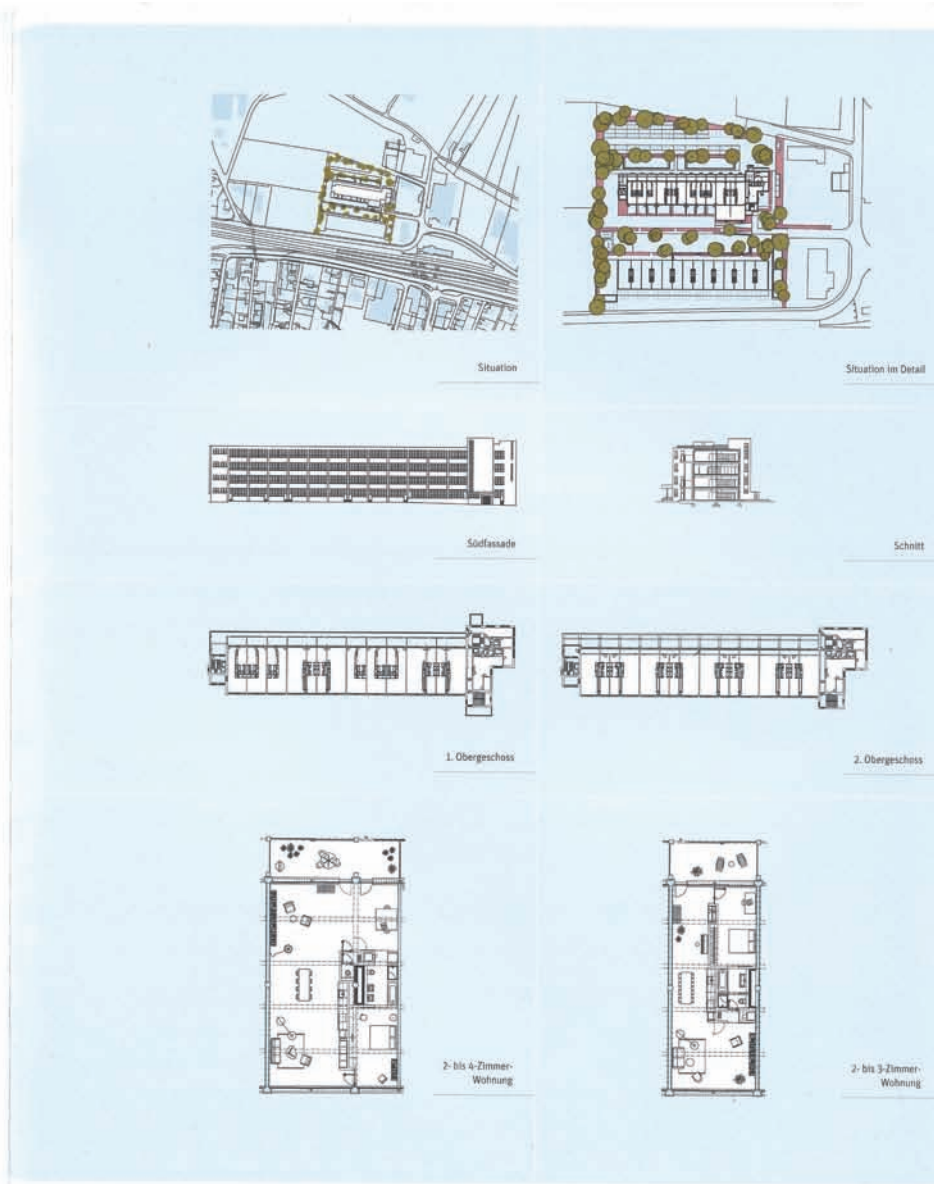 Situation
Situation im Detail
Südfassade
Schnitt
1. Obergeschoss
2. Obergeschoss
2- bis 4-Zimmer-
Wohnung
2- bis 3-Zimmer-
Wohnung